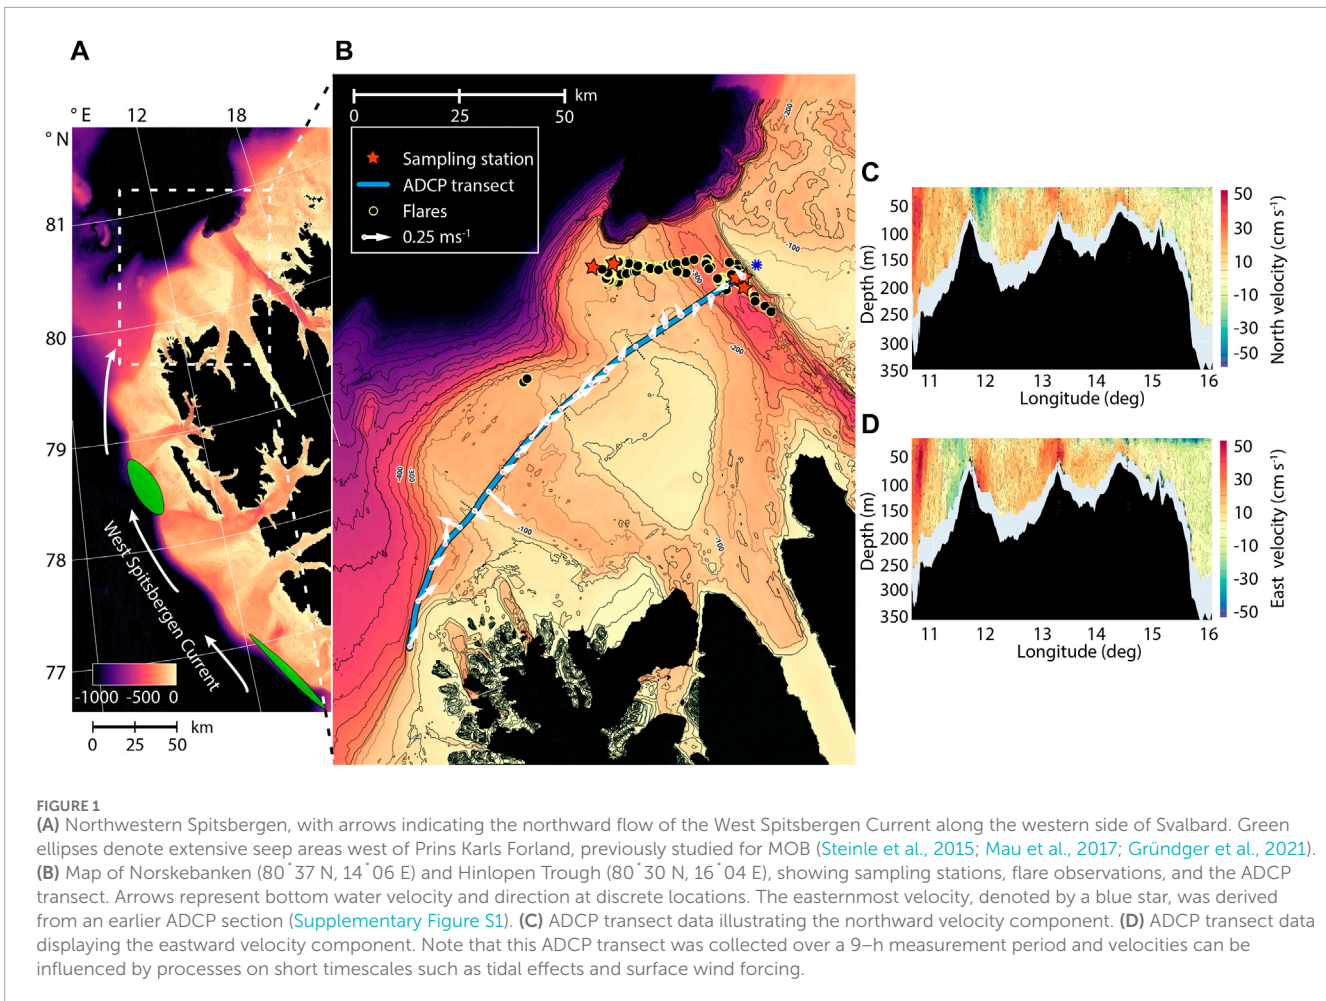 A
B
° E 12 18
° N
81
80
79
78
77
West Spitsbergen Current
-1000 -500 0
km
0 25 50
km
0 25 50
Sampling station
ADCP transect
Flares
0.25 ms⁻¹
-200
-100
-300
-200
-400
-300
-100
-100
C
50
100
150
200
250
300
350
Depth (m)
11 12 13 14 15 16
Longitude (deg)
50
30
10
-10
-30
-50
North velocity (cm s⁻¹)
D
50
100
150
200
250
300
350
Depth (m)
11 12 13 14 15 16
Longitude (deg)
50
30
10
-10
-30
-50
East velocity (cm s⁻¹)
FIGURE 1
(A) Northwestern Spitsbergen, with arrows indicating the northward flow of the West Spitsbergen Current along the western side of Svalbard. Green
ellipses denote extensive seep areas west of Prins Karls Forland, previously studied for MOB (Steinle et al., 2015; Mau et al., 2017; Gründger et al., 2021).
(B) Map of Norskebanken (80°37 N, 14°06 E) and Hinlopen Trough (80°30 N, 16°04 E), showing sampling stations, flare observations, and the ADCP
transect. Arrows represent bottom water velocity and direction at discrete locations. The easternmost velocity, denoted by a blue star, was derived
from an earlier ADCP section (Supplementary Figure S1). (C) ADCP transect data illustrating the northward velocity component. (D) ADCP transect data
displaying the eastward velocity component. Note that this ADCP transect was collected over a 9–h measurement period and velocities can be
influenced by processes on short timescales such as tidal effects and surface wind forcing.